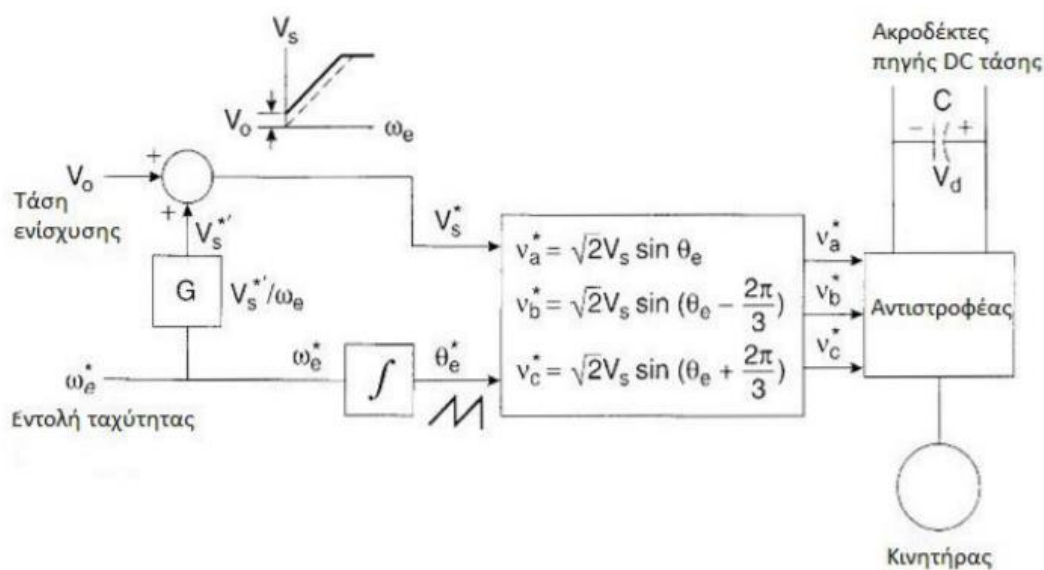 V_s
V_o
ω_e
Ακροδέκτες
πηγής DC τάσης
C
− +
V_d
V_o
+
+
Τάση
ενίσχυσης
V_s^*'
G
V_s^*'/ω_e
V_s^*
ω_e^*
Εντολή ταχύτητας
ω_e^*
∫
θ_e^*
v_a^* = √2V_s sin θ_e
v_b^* = √2V_s sin (θ_e − 2π/3)
v_c^* = √2V_s sin (θ_e + 2π/3)
v_a^*
v_b^*
v_c^*
Αντιστροφέας
Κινητήρας